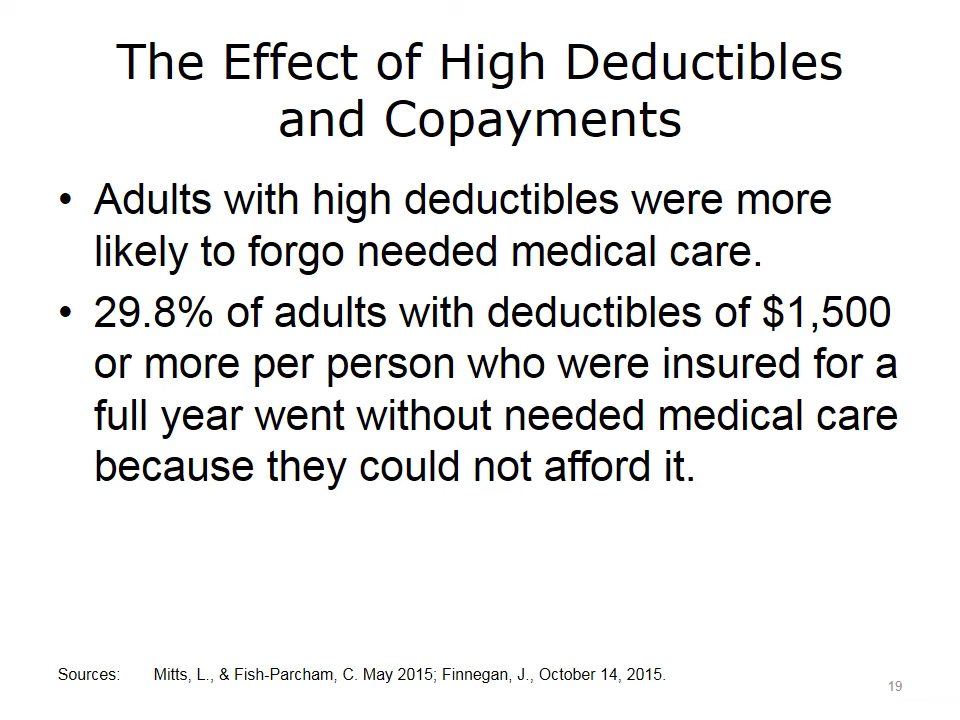 The Effect of High Deductibles
and Copayments
• Adults with high deductibles were more
likely to forgo needed medical care.
• 29.8% of adults with deductibles of $1,500
or more per person who were insured for a
full year went without needed medical care
because they could not afford it.
Sources: Mitts, L., & Fish-Parcham, C. May 2015; Finnegan, J., October 14, 2015.
19